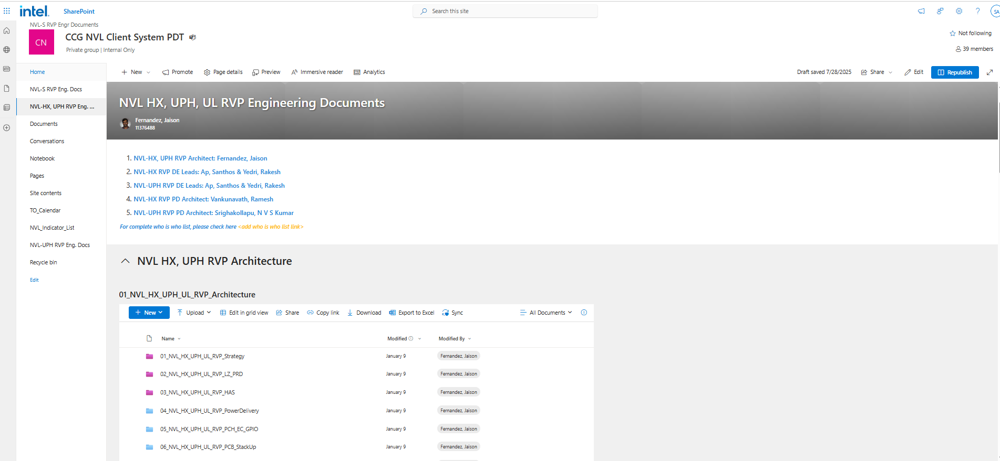 intel.
SharePoint
Search this site
?
SA
NVL-S RVP Engr Documents
CN
CCG NVL Client System PDT
Private group | Internal Only
Not following
39 members
Home
NVL-S RVP Eng. Docs
NVL-HX, UPH RVP Eng. ...
Documents
Conversations
Notebook
Pages
Site contents
TO_Calendar
NVL_Indicator_List
NVL-UPH RVP Eng. Docs
Recycle bin
Edit
New
Promote
Page details
Preview
Immersive reader
Analytics
Draft saved 7/28/2025
Share
Edit
Republish
NVL HX, UPH, UL RVP Engineering Documents
Fernandez, Jaison
11376488
1. NVL-HX, UPH RVP Architect: Fernandez, Jaison
2. NVL-HX RVP DE Leads: Ap, Santhos & Yedri, Rakesh
3. NVL-UPH RVP DE Leads: Ap, Santhos & Yedri, Rakesh
4. NVL-HX RVP PD Architect: Vankunavath, Ramesh
5. NVL-UPH RVP PD Architect: Srighakollapu, N V S Kumar
For complete who is who list, please check here <add who is who list link>
NVL HX, UPH RVP Architecture
01_NVL_HX_UPH_UL_RVP_Architecture
New
Upload
Edit in grid view
Share
Copy link
Download
Export to Excel
Sync
All Documents
Name
Modified
Modified By
01_NVL_HX_UPH_UL_RVP_Strategy January 9 Fernandez, Jaison
02_NVL_HX_UPH_UL_RVP_LZ_PRD January 9 Fernandez, Jaison
03_NVL_HX_UPH_UL_RVP_HAS January 9 Fernandez, Jaison
04_NVL_HX_UPH_UL_RVP_PowerDelivery January 9 Fernandez, Jaison
05_NVL_HX_UPH_UL_RVP_PCH_EC_GPIO January 9 Fernandez, Jaison
06_NVL_HX_UPH_UL_RVP_PCB_StackUp January 9 Fernandez, Jaison